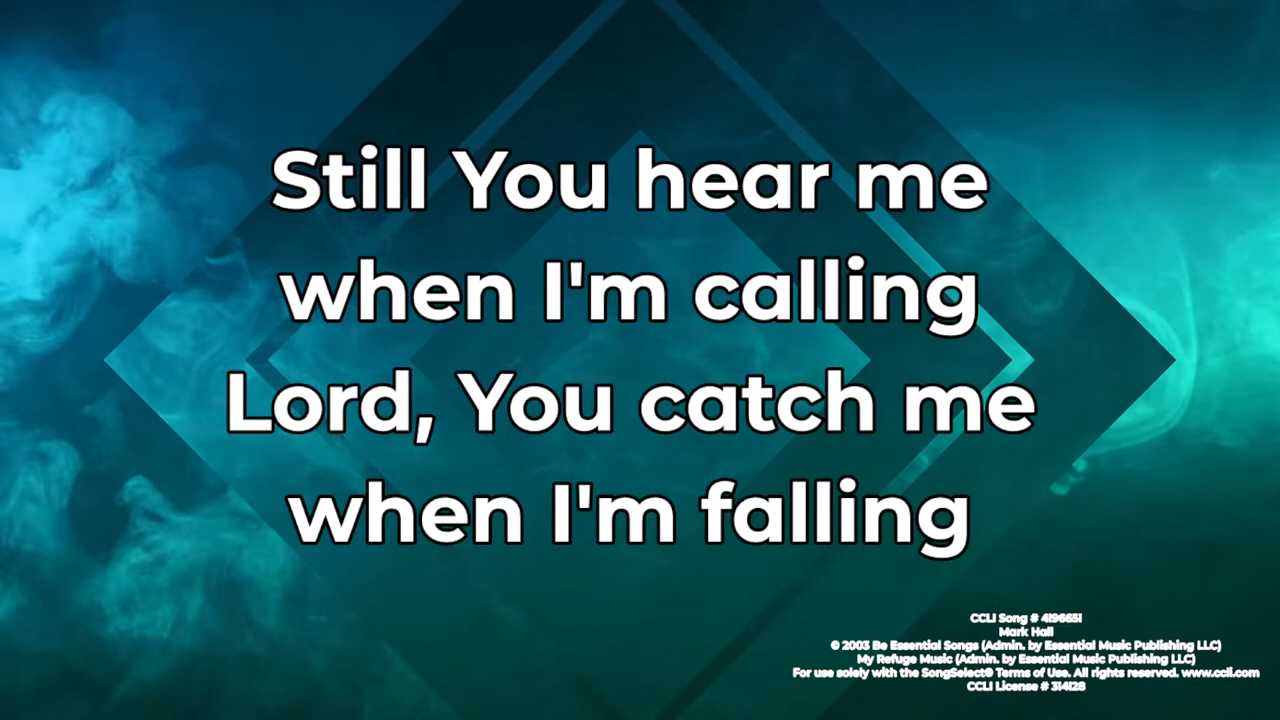 Still You hear me
when I'm calling
Lord, You catch me
when I'm falling
CCLI Song # 4196651
Mark Hall
© 2003 Be Essential Songs (Admin. by Essential Music Publishing LLC)
My Refuge Music (Admin. by Essential Music Publishing LLC)
For use solely with the SongSelect® Terms of Use. All rights reserved. www.ccli.com
CCLI License # 314128